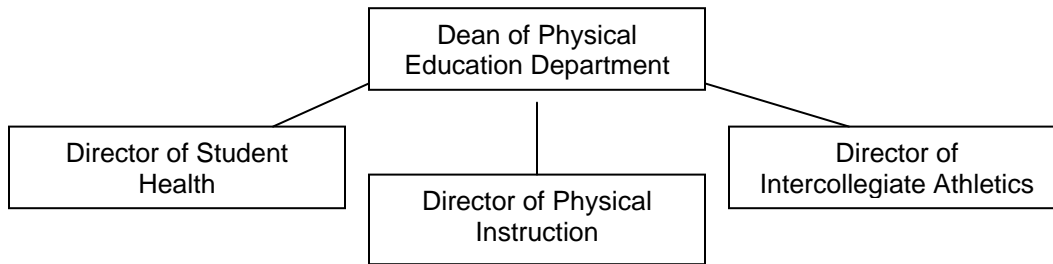 Dean of Physical
Education Department
Director of Student
Health
Director of Physical
Instruction
Director of
Intercollegiate Athletics